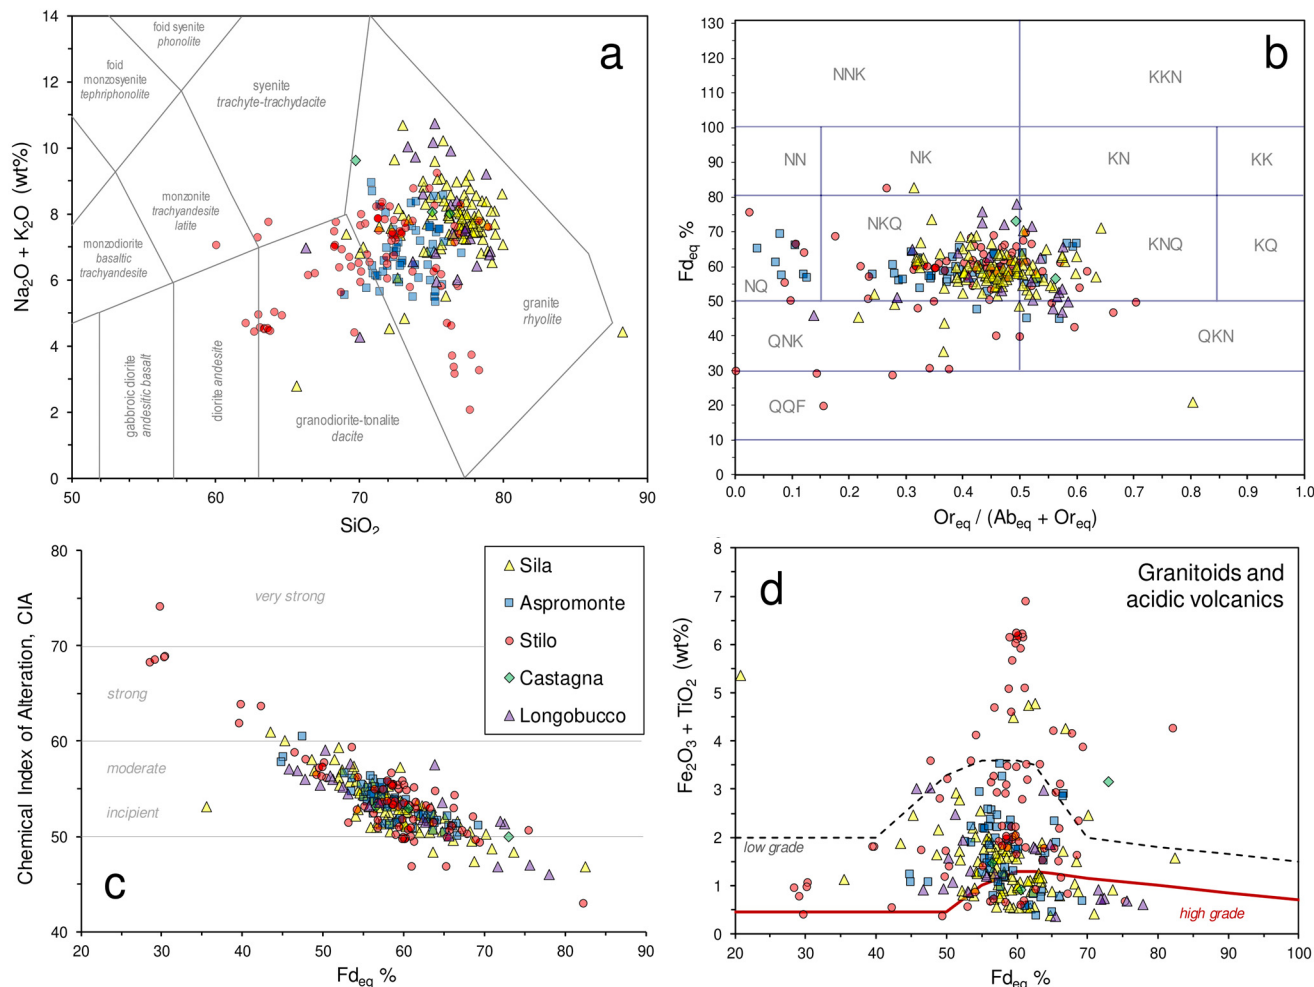 a
Na₂O + K₂O (wt%)
14
12
10
8
6
4
2
0
50
60
70
80
90
SiO₂
foid syenite
phonolite
foid
monzosyenite
tephriphonolite
syenite
trachyte-trachydacite
monzonite
trachyandesite
latite
monzodiorite
basaltic
trachyandesite
gabbroic diorite
andesitic basalt
diorite andesite
granodiorite-tonalite
dacite
granite
rhyolite
b
Fd_eq %
130
120
110
100
90
80
70
60
50
40
30
20
10
0
0.0
0.1
0.2
0.3
0.4
0.5
0.6
0.7
0.8
0.9
1.0
Or_eq / (Ab_eq + Or_eq)
NNK
KKN
NN
NK
KN
KK
NKQ
KNQ
KQ
NQ
QNK
QKN
QQF
c
Chemical Index of Alteration, CIA
80
70
60
50
40
20
30
40
50
60
70
80
90
Fd_eq %
very strong
strong
moderate
incipient
Sila
Aspromonte
Stilo
Castagna
Longobucco
d
Granitoids and
acidic volcanics
Fe₂O₃ + TiO₂ (wt%)
8
7
6
5
4
3
2
1
0
20
30
40
50
60
70
80
90
100
Fd_eq %
low grade
high grade